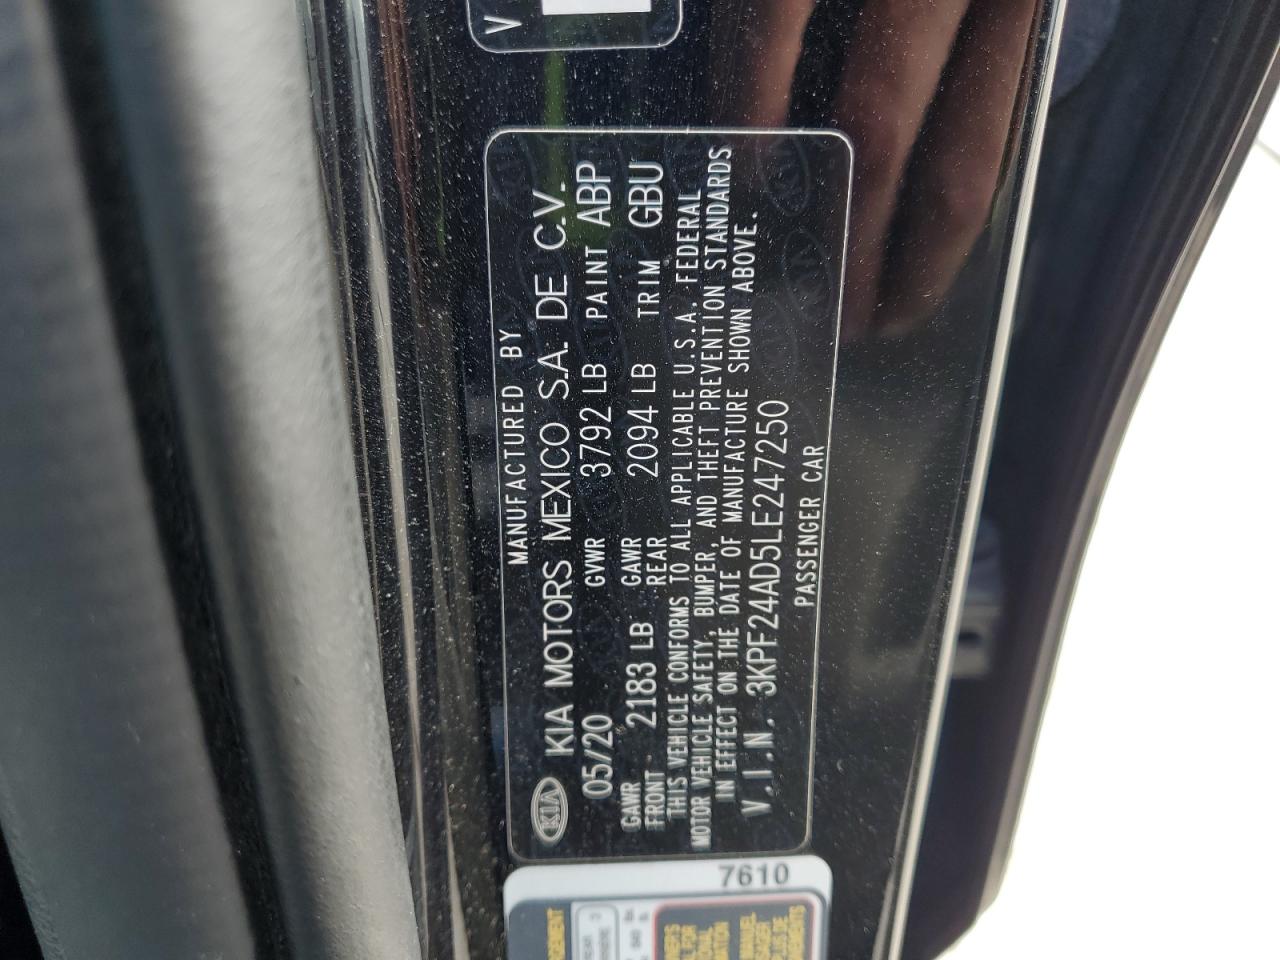 V
MANUFACTURED BY
KIA KIA MOTORS MEXICO S.A. DE C.V.
05/20 GVWR 3792 LB PAINT ABP
GAWR FRONT 2183 LB GAWR REAR 2094 LB TRIM GBU
THIS VEHICLE CONFORMS TO ALL APPLICABLE U.S.A. FEDERAL
MOTOR VEHICLE SAFETY, BUMPER, AND THEFT PREVENTION STANDARDS
IN EFFECT ON THE DATE OF MANUFACTURE SHOWN ABOVE.
V.I.N. 3KPF24AD5LE247250
PASSENGER CAR
7610
MANUEL